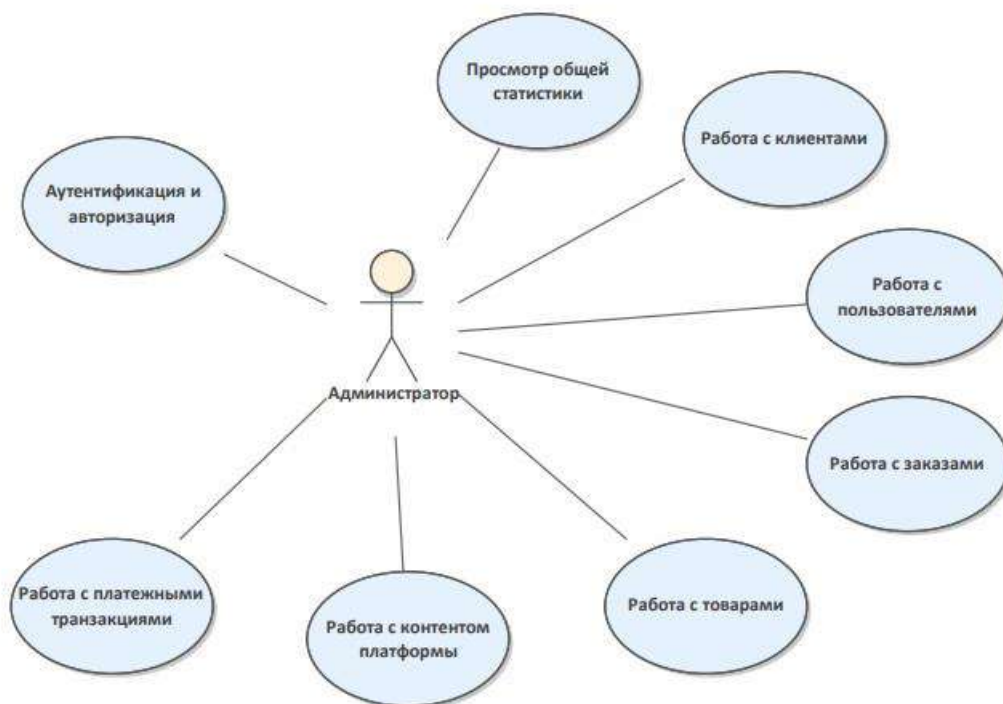 Просмотр общей
статистики
Работа с клиентами
Аутентификация и
авторизация
Работа с
пользователями
Администратор
Работа с заказами
Работа с платежными
транзакциями
Работа с контентом
платформы
Работа с товарами